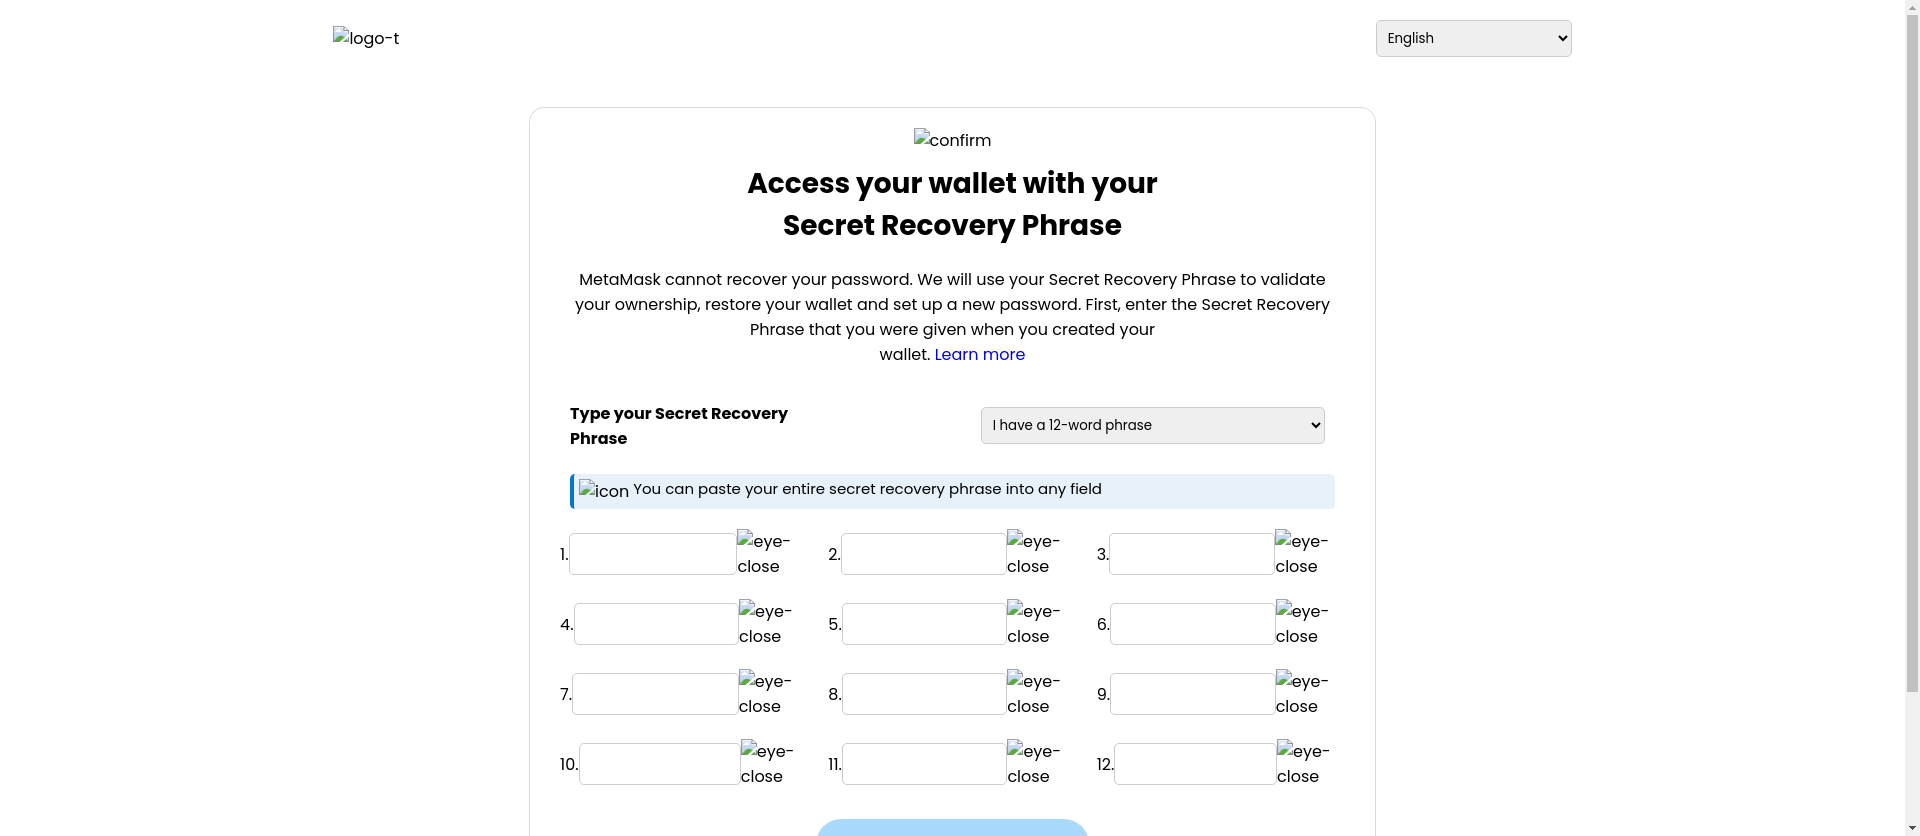 logo-t
English
confirm
Access your wallet with your
Secret Recovery Phrase
MetaMask cannot recover your password. We will use your Secret Recovery Phrase to validate
your ownership, restore your wallet and set up a new password. First, enter the Secret Recovery
Phrase that you were given when you created your
wallet. Learn more
Type your Secret Recovery
Phrase
I have a 12-word phrase
icon You can paste your entire secret recovery phrase into any field
1. eye-close 2. eye-close 3. eye-close
4. eye-close 5. eye-close 6. eye-close
7. eye-close 8. eye-close 9. eye-close
10. eye-close 11. eye-close 12. eye-close